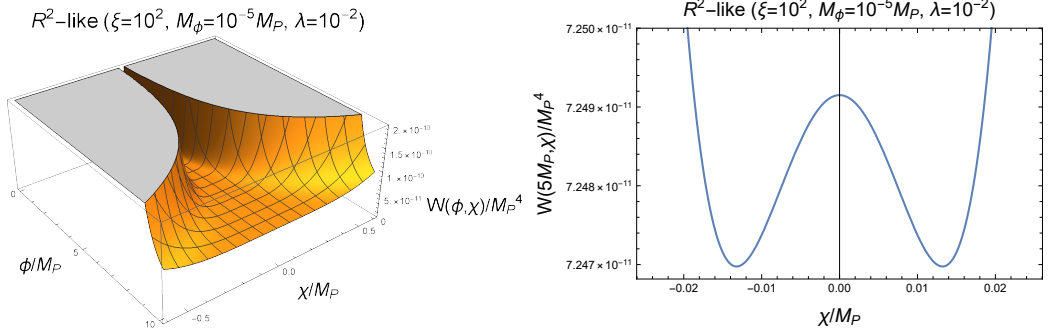 R²−like (ξ=10², M_ϕ=10⁻⁵M_P, λ=10⁻²)
2.×10⁻¹⁰
1.5×10⁻¹⁰
1.×10⁻¹⁰
5.×10⁻¹¹
0
W(ϕ,χ)/M_P⁴
0
5
10
ϕ/M_P
-0.5
0.0
0.5
χ/M_P
R²−like (ξ=10², M_ϕ=10⁻⁵M_P, λ=10⁻²)
7.250×10⁻¹¹
7.249×10⁻¹¹
7.248×10⁻¹¹
7.247×10⁻¹¹
W(5M_P,χ)/M_P⁴
-0.02
-0.01
0.00
0.01
0.02
χ/M_P